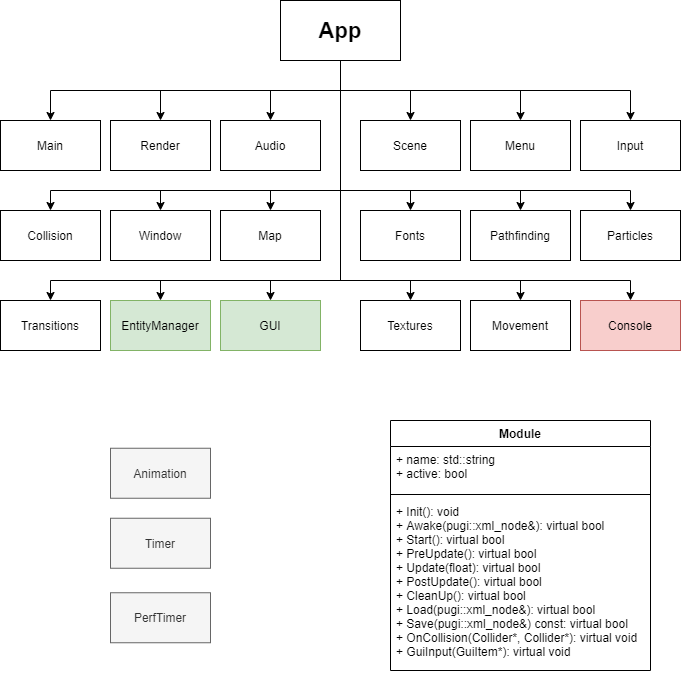 App
Main
Render
Audio
Scene
Menu
Input
Collision
Window
Map
Fonts
Pathfinding
Particles
Transitions
EntityManager
GUI
Textures
Movement
Console
Animation
Timer
PerfTimer
Module
+ name: std::string
+ active: bool
+ Init(): void
+ Awake(pugi::xml_node&): virtual bool
+ Start(): virtual bool
+ PreUpdate(): virtual bool
+ Update(float): virtual bool
+ PostUpdate(): virtual bool
+ CleanUp(): virtual bool
+ Load(pugi::xml_node&): virtual bool
+ Save(pugi::xml_node&) const: virtual bool
+ OnCollision(Collider*, Collider*): virtual void
+ GuiInput(GuiItem*): virtual void